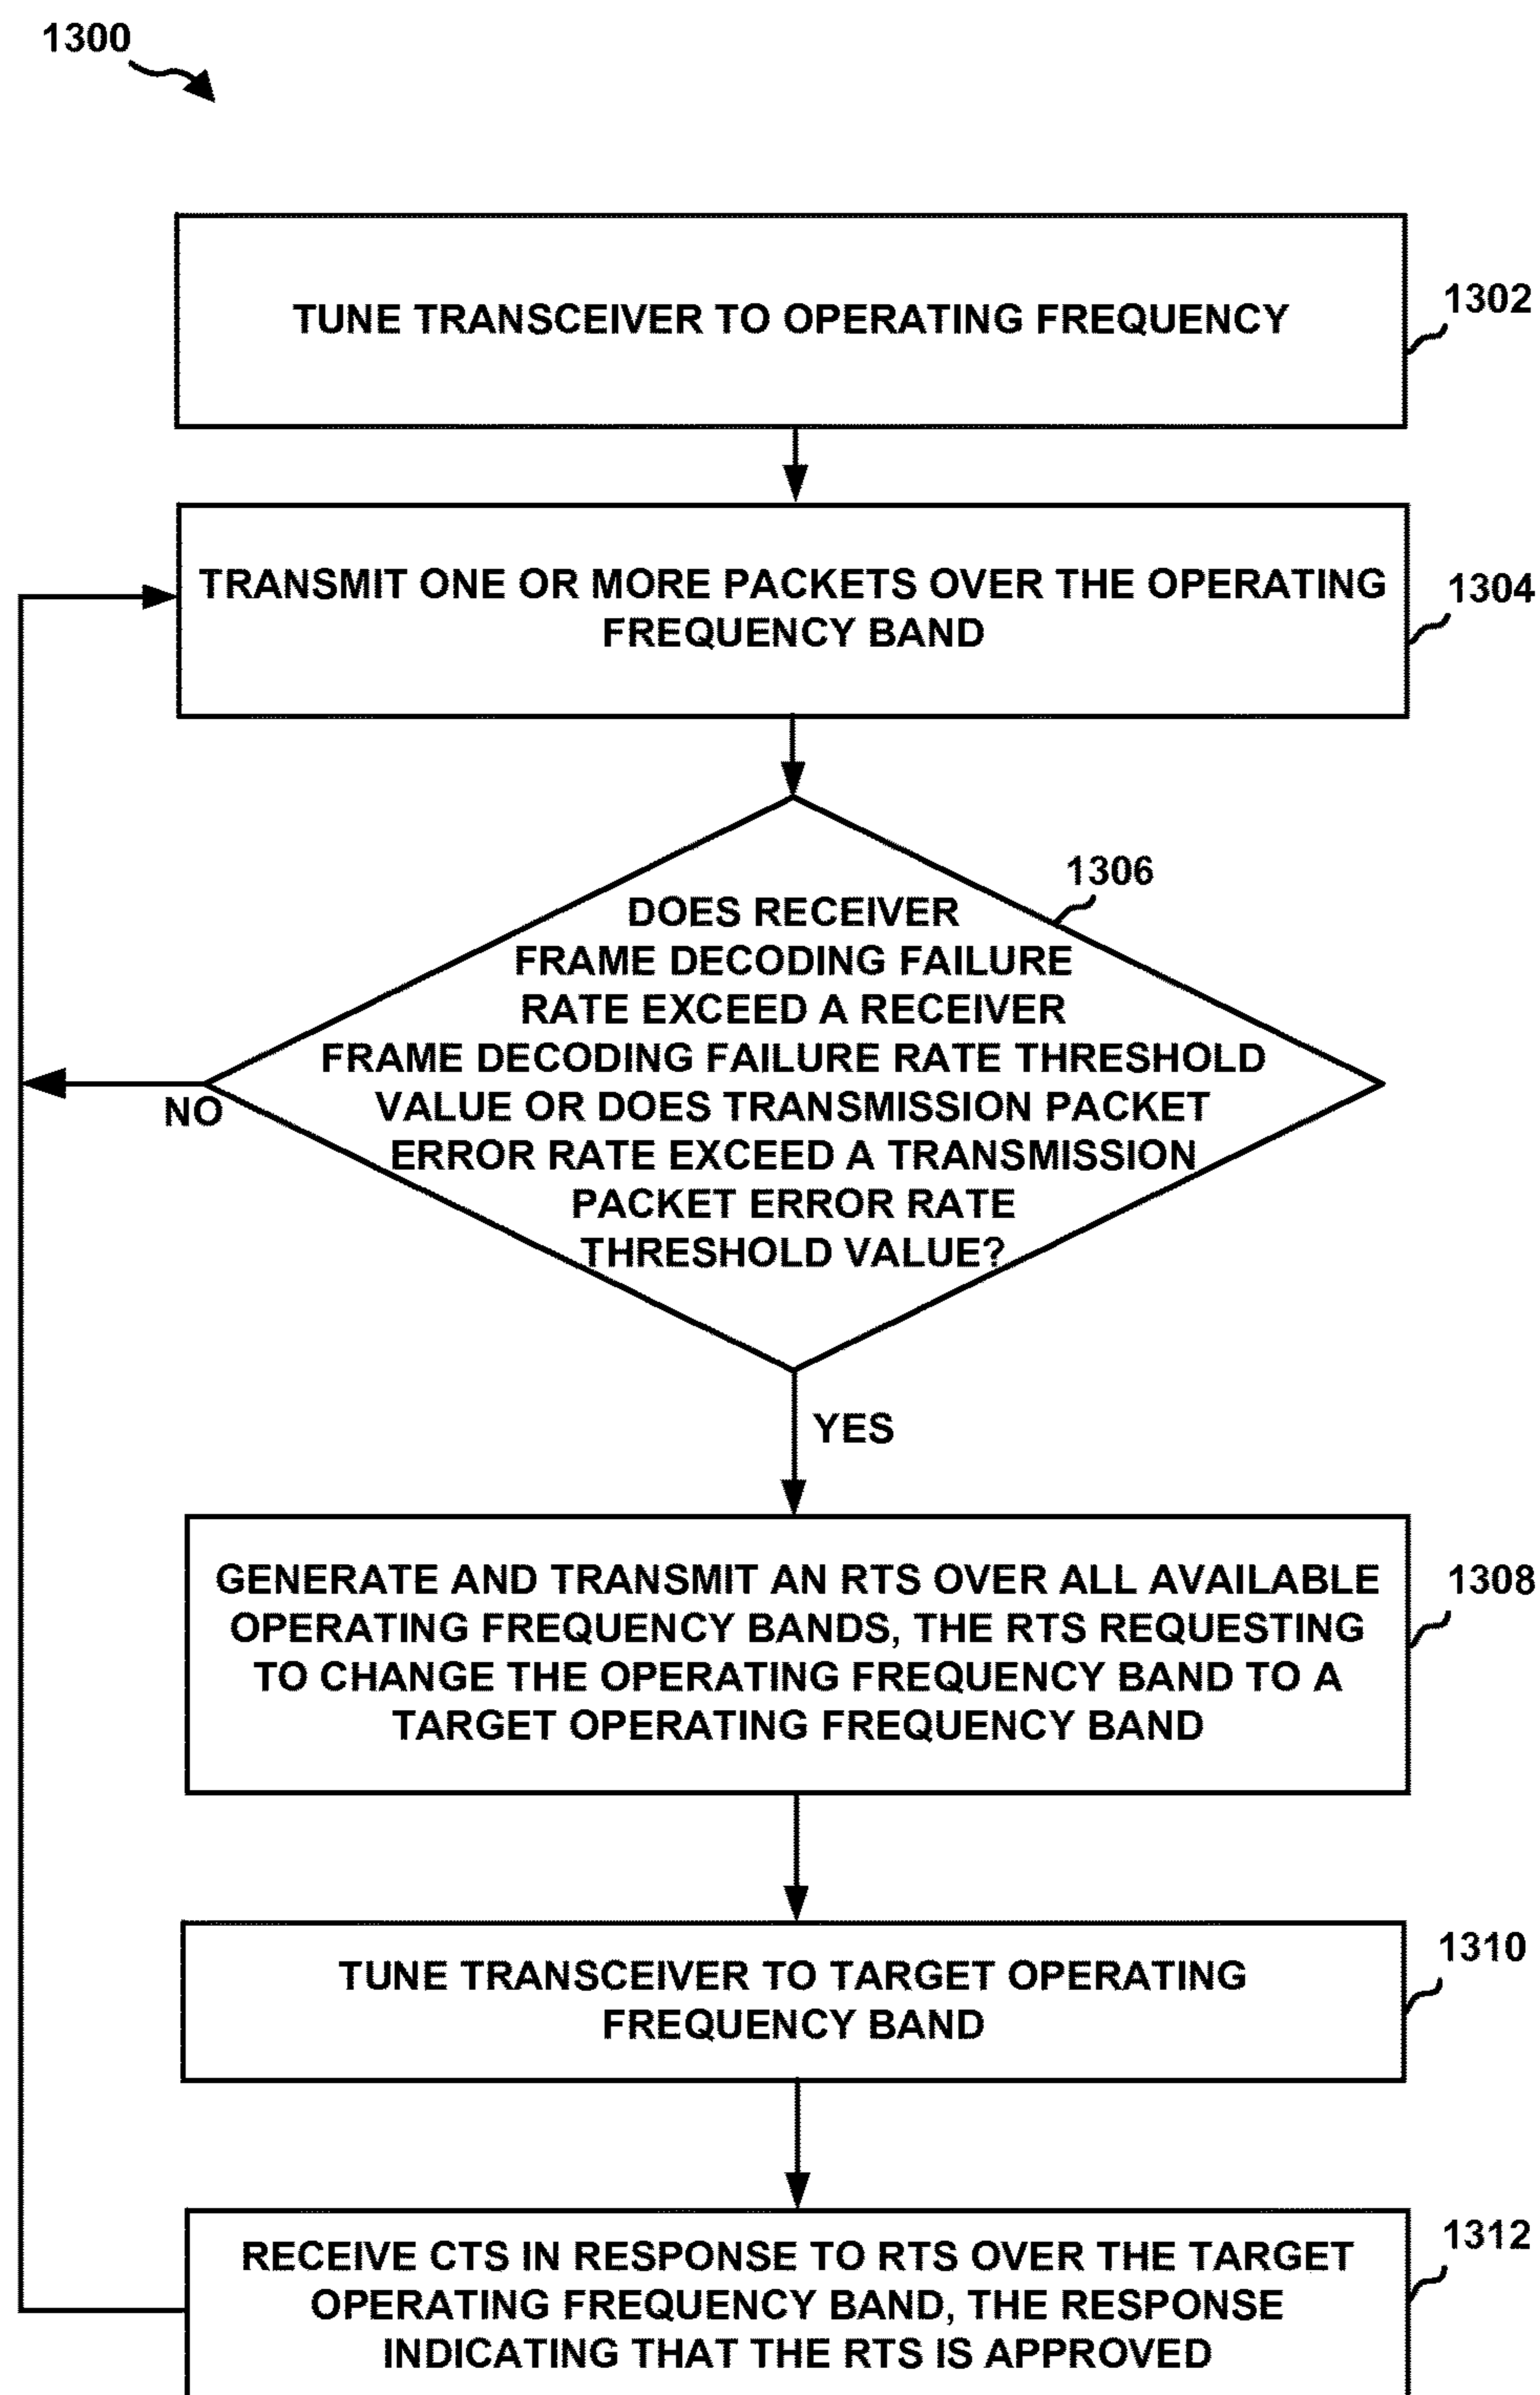 1300
TUNE TRANSCEIVER TO OPERATING FREQUENCY
1302
TRANSMIT ONE OR MORE PACKETS OVER THE OPERATING
FREQUENCY BAND
1304
1306
DOES RECEIVER
FRAME DECODING FAILURE
RATE EXCEED A RECEIVER
FRAME DECODING FAILURE RATE THRESHOLD
VALUE OR DOES TRANSMISSION PACKET
ERROR RATE EXCEED A TRANSMISSION
PACKET ERROR RATE
THRESHOLD VALUE?
NO
YES
GENERATE AND TRANSMIT AN RTS OVER ALL AVAILABLE
OPERATING FREQUENCY BANDS, THE RTS REQUESTING
TO CHANGE THE OPERATING FREQUENCY BAND TO A
TARGET OPERATING FREQUENCY BAND
1308
TUNE TRANSCEIVER TO TARGET OPERATING
FREQUENCY BAND
1310
RECEIVE CTS IN RESPONSE TO RTS OVER THE TARGET
OPERATING FREQUENCY BAND, THE RESPONSE
INDICATING THAT THE RTS IS APPROVED
1312